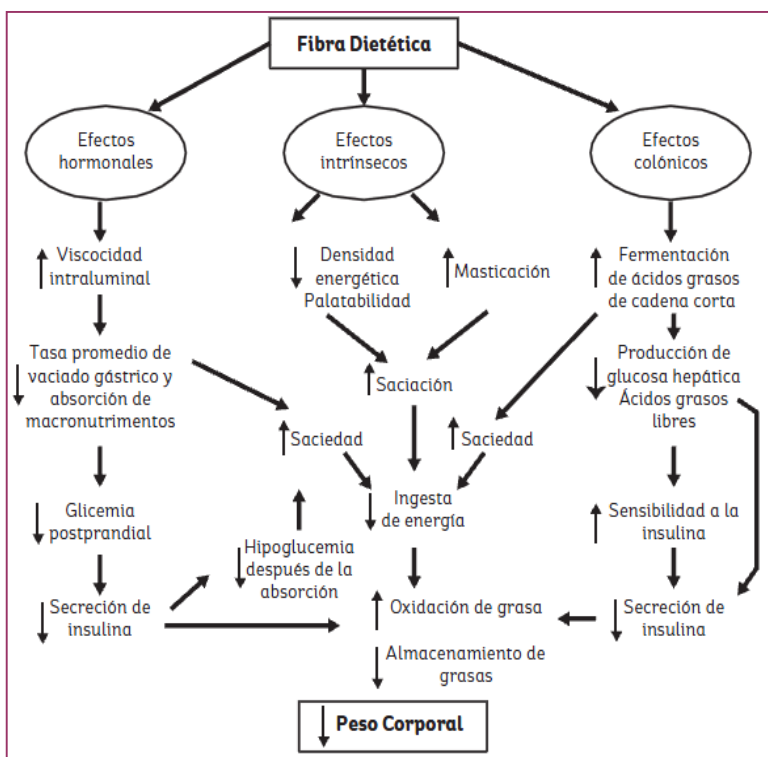 Fibra Dietética
Efectos
hormonales
Efectos
intrínsecos
Efectos
colónicos
Viscocidad
intraluminal
Densidad
energética
Palatabilidad
Masticación
Fermentación
de ácidos grasos
de cadena corta
Tasa promedio de
vaciado gástrico y
absorción de
macronutrimentos
Saciación
Producción de
glucosa hepática
Ácidos grasos
libres
Saciedad
Saciedad
Glicemia
postprandial
Ingesta
de energía
Sensibilidad a la
insulina
Hipoglucemia
después de la
absorción
Secreción de
insulina
Oxidación de grasa
Secreción de
insulina
Almacenamiento de
grasas
Peso Corporal